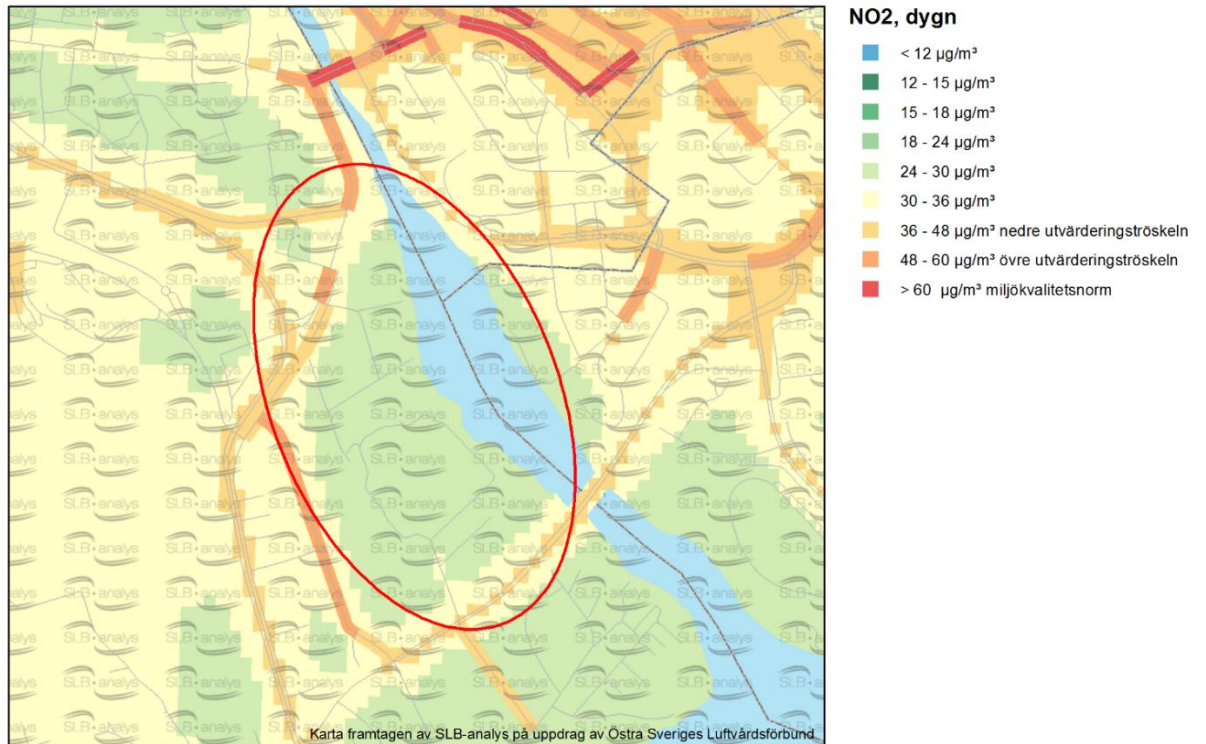 NO2, dygn
< 12 µg/m³
12 - 15 µg/m³
15 - 18 µg/m³
18 - 24 µg/m³
24 - 30 µg/m³
30 - 36 µg/m³
36 - 48 µg/m³ nedre utvärderingströskeln
48 - 60 µg/m³ övre utvärderingströskeln
> 60 µg/m³ miljökvalitetsnorm
SLB•analys
Karta framtagen av SLB-analys på uppdrag av Östra Sveriges Luftvårdsförbund